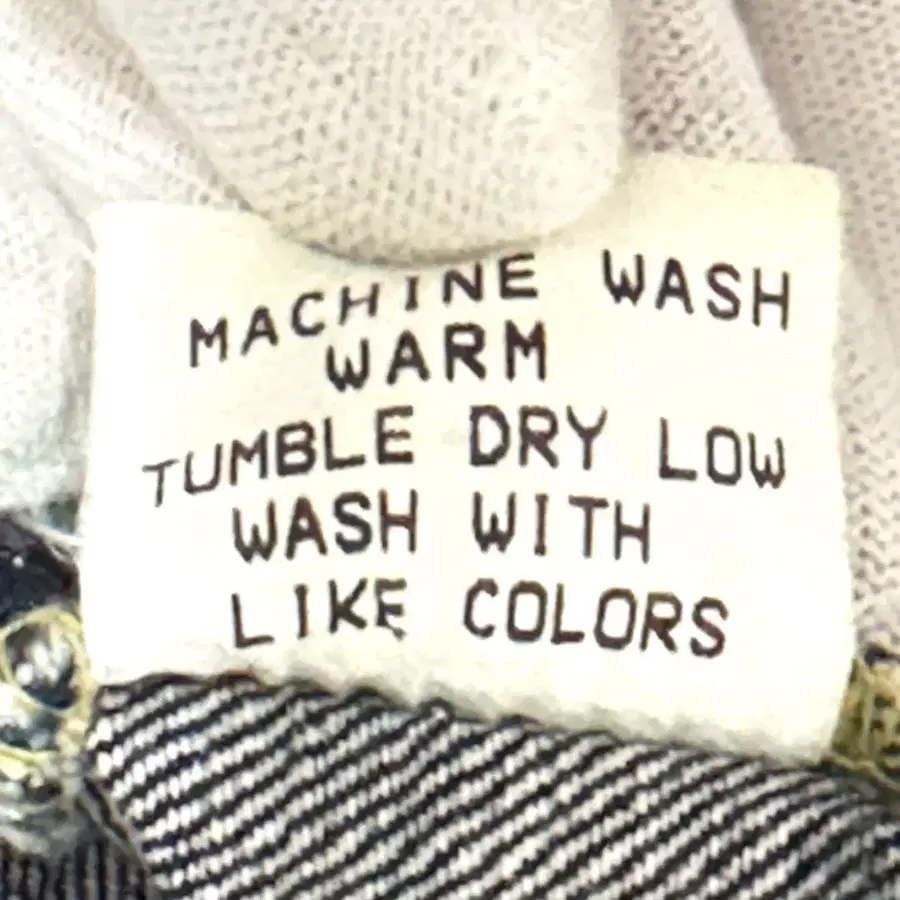 MACHINE WASH
WARM
TUMBLE DRY LOW
WASH WITH
LIKE COLORS